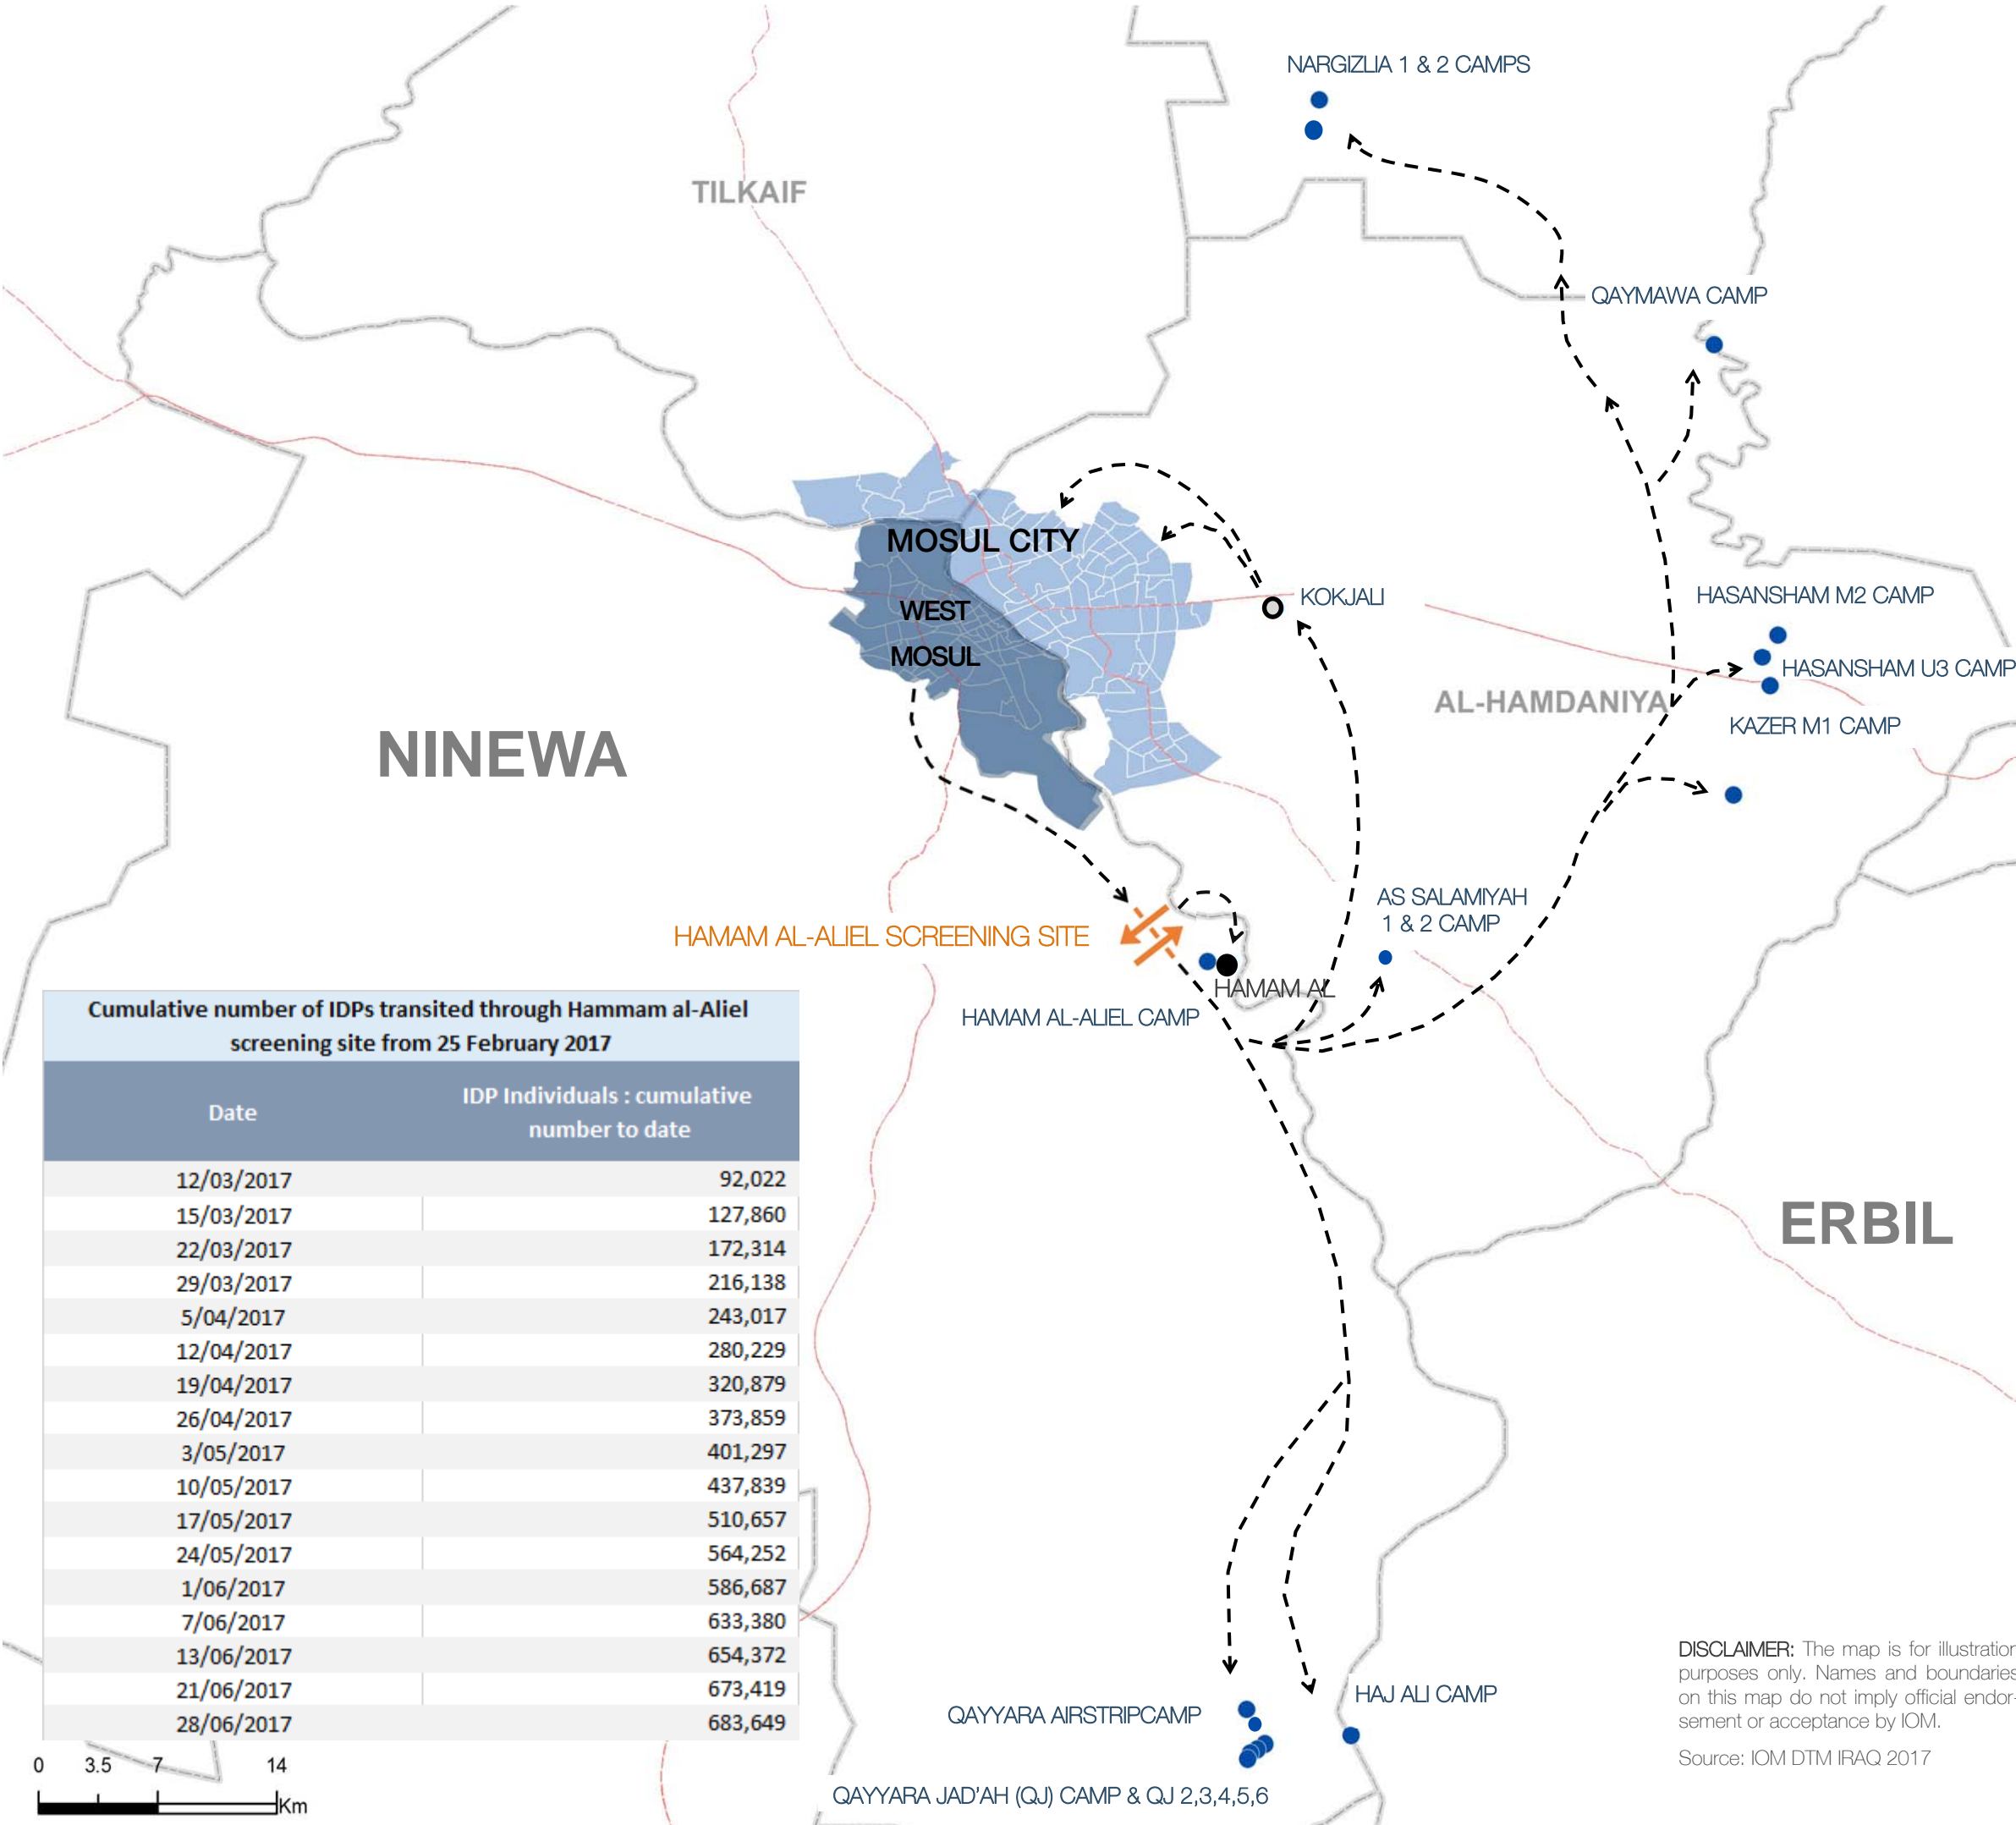 NARGIZLIA 1 & 2 CAMPS
TILKAIF
QAYMAWA CAMP
MOSUL CITY
WEST
MOSUL
KOKJALI
HASANSHAM M2 CAMP
HASANSHAM U3 CAMP
AL-HAMDANIYA
KAZER M1 CAMP
NINEWA
AS SALAMIYAH
1 & 2 CAMP
HAMAM AL-ALIEL SCREENING SITE
HAMAM AL
HAMAM AL-ALIEL CAMP
Cumulative number of IDPs transited through Hammam al-Aliel
screening site from 25 February 2017
Date
IDP Individuals : cumulative
number to date
12/03/2017 92,022
15/03/2017 127,860
22/03/2017 172,314
29/03/2017 216,138
5/04/2017 243,017
12/04/2017 280,229
19/04/2017 320,879
26/04/2017 373,859
3/05/2017 401,297
10/05/2017 437,839
17/05/2017 510,657
24/05/2017 564,252
1/06/2017 586,687
7/06/2017 633,380
13/06/2017 654,372
21/06/2017 673,419
28/06/2017 683,649
ERBIL
QAYYARA AIRSTRIPCAMP
HAJ ALI CAMP
QAYYARA JAD'AH (QJ) CAMP & QJ 2,3,4,5,6
0 3.5 7 14
Km
DISCLAIMER: The map is for illustration
purposes only. Names and boundaries
on this map do not imply official endor-
sement or acceptance by IOM.
Source: IOM DTM IRAQ 2017